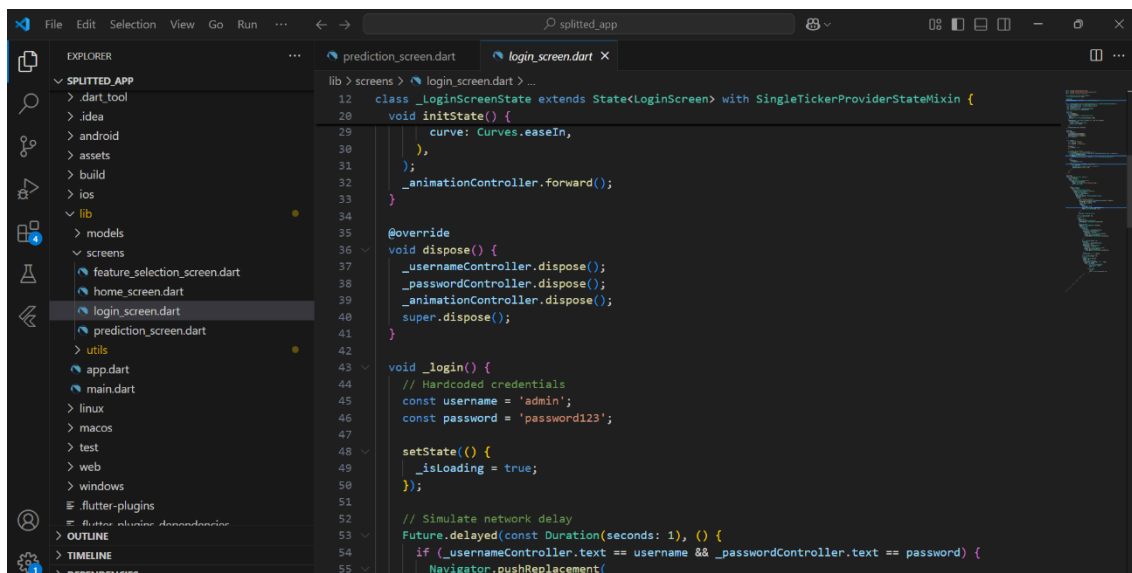 File Edit Selection View Go Run ···
splitted_app
EXPLORER ···
SPLITTED_APP
> .dart_tool
> .idea
> android
> assets
> build
> ios
lib
> models
screens
feature_selection_screen.dart
home_screen.dart
login_screen.dart
prediction_screen.dart
> utils
app.dart
main.dart
> linux
> macos
> test
> web
> windows
.flutter-plugins
.flutter-plugins-dependencies
> OUTLINE
> TIMELINE
> DEPENDENCIES
4
1
prediction_screen.dart
login_screen.dart
lib > screens > login_screen.dart > ...
12 class _LoginScreenState extends State<LoginScreen> with SingleTickerProviderStateMixin {
20 void initState() {
29 curve: Curves.easeIn,
30 ),
31 );
32 _animationController.forward();
33 }
34
35 @override
36 void dispose() {
37 _usernameController.dispose();
38 _passwordController.dispose();
39 _animationController.dispose();
40 super.dispose();
41 }
42
43 void _login() {
44 // Hardcoded credentials
45 const username = 'admin';
46 const password = 'password123';
47
48 setState(() {
49 _isLoading = true;
50 });
51
52 // Simulate network delay
53 Future.delayed(const Duration(seconds: 1), () {
54 if (_usernameController.text == username && _passwordController.text == password) {
55 Navigator.pushReplacement(